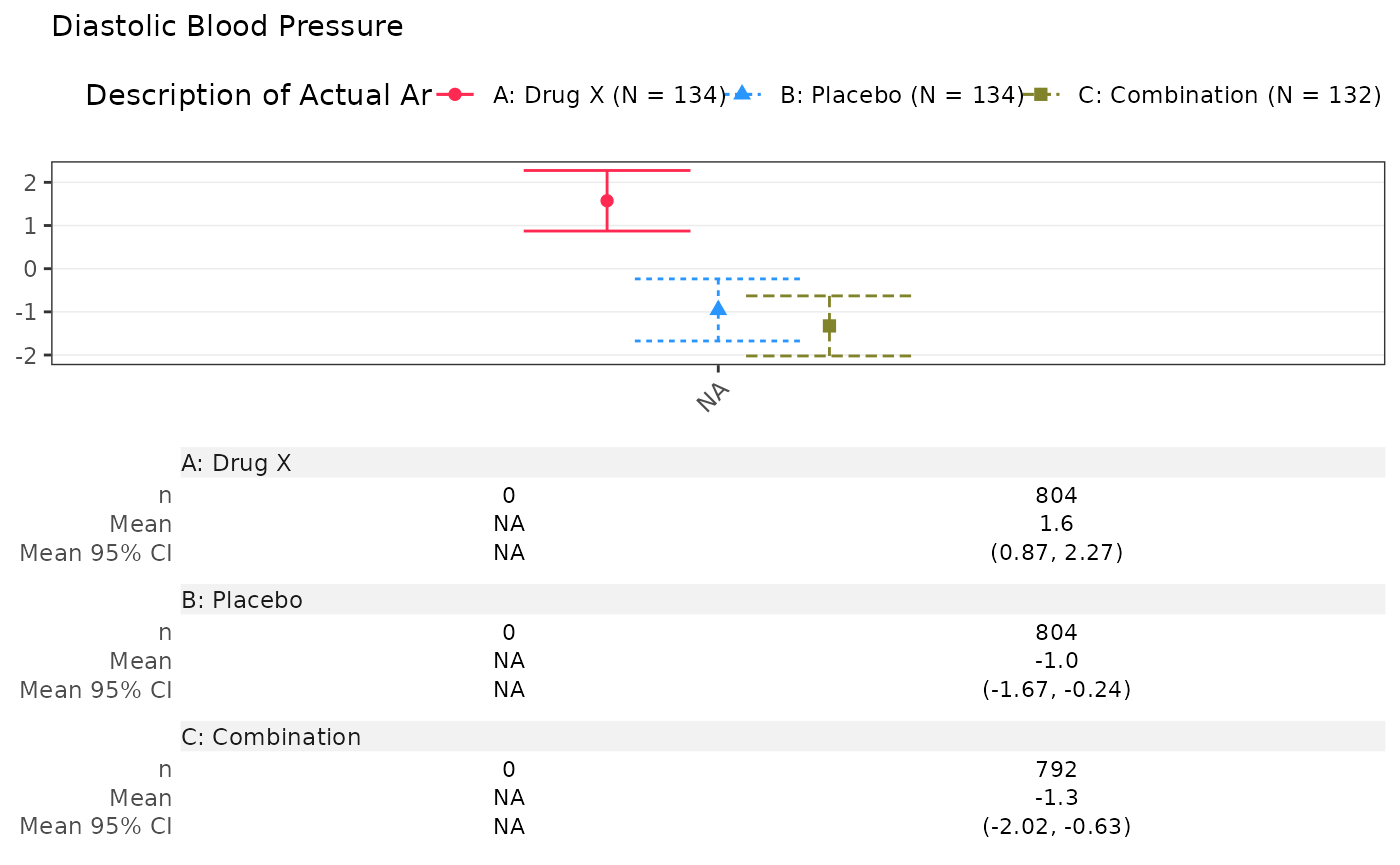 Diastolic Blood Pressure
Description of Actual Ar A: Drug X (N = 134) B: Placebo (N = 134) C: Combination (N = 132)
2
1
0
-1
-2
NA
A: Drug X
n 0 804
Mean NA 1.6
Mean 95% CI NA (0.87, 2.27)
B: Placebo
n 0 804
Mean NA -1.0
Mean 95% CI NA (-1.67, -0.24)
C: Combination
n 0 792
Mean NA -1.3
Mean 95% CI NA (-2.02, -0.63)